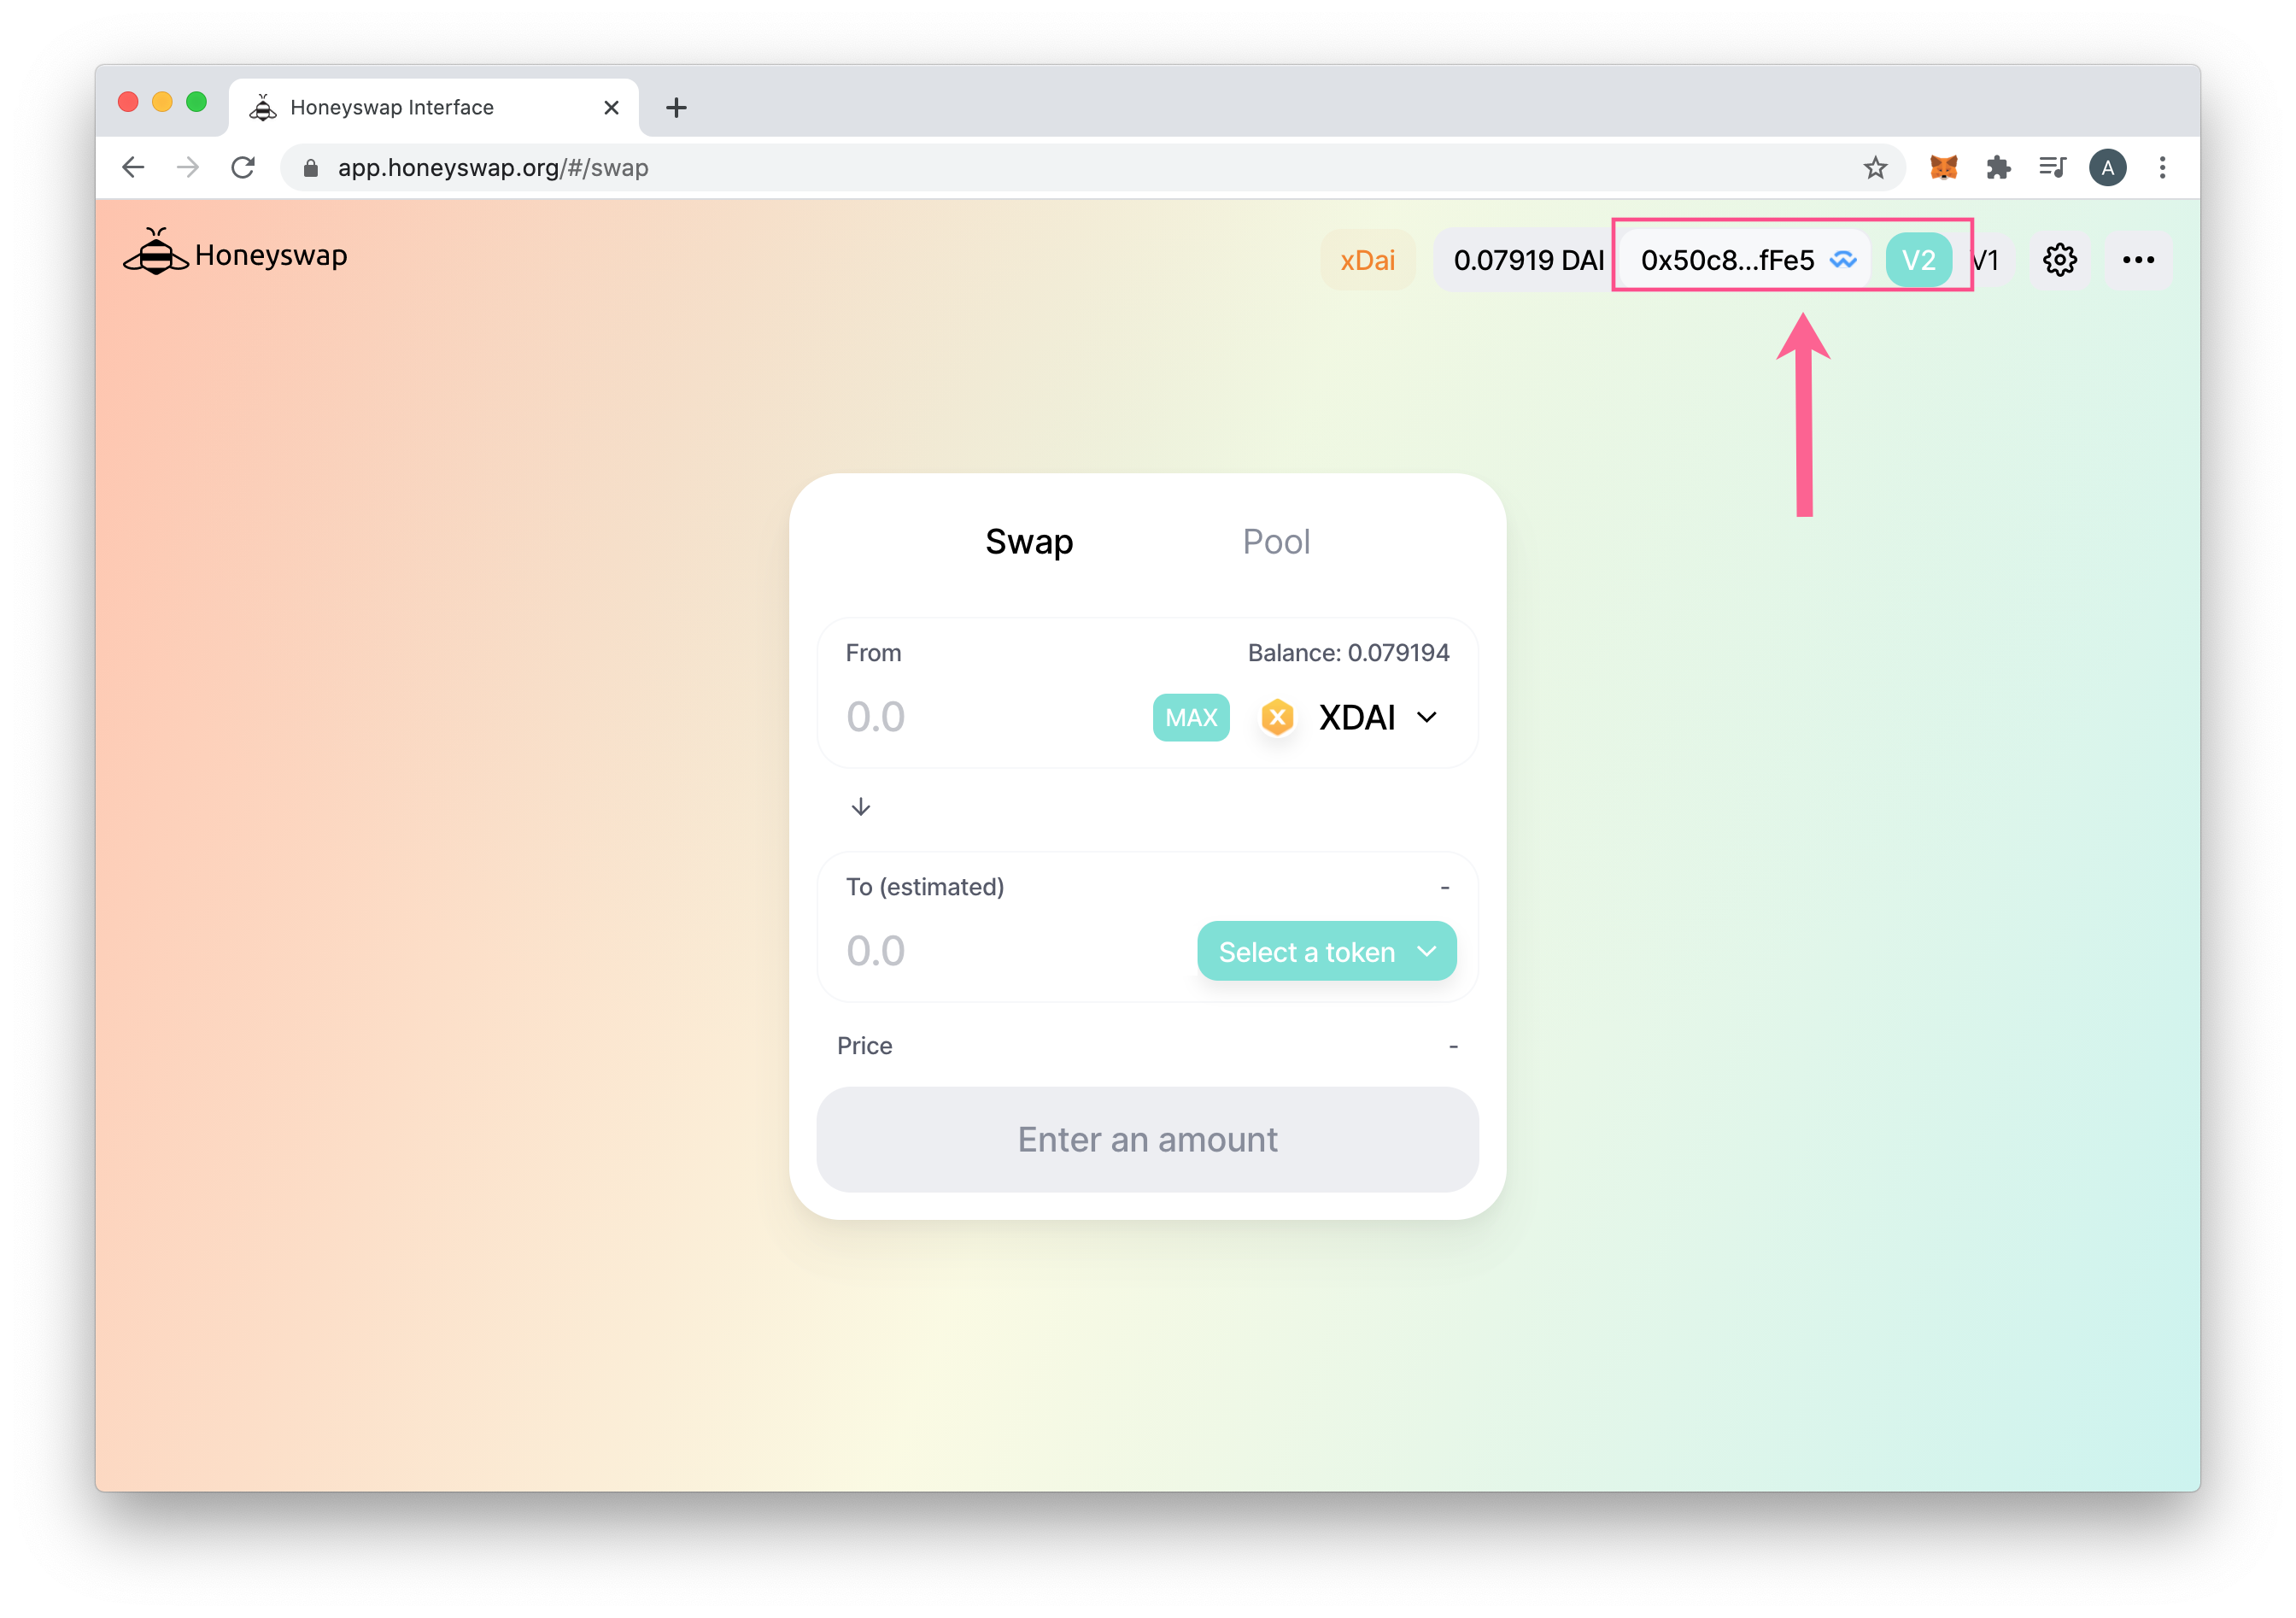 Honeyswap Interface
app.honeyswap.org/#/swap
A
Honeyswap
xDai 0.07919 DAI 0x50c8...fFe5 V2 V1
Swap Pool
From Balance: 0.079194
0.0 MAX XDAI
To (estimated) -
0.0 Select a token
Price -
Enter an amount